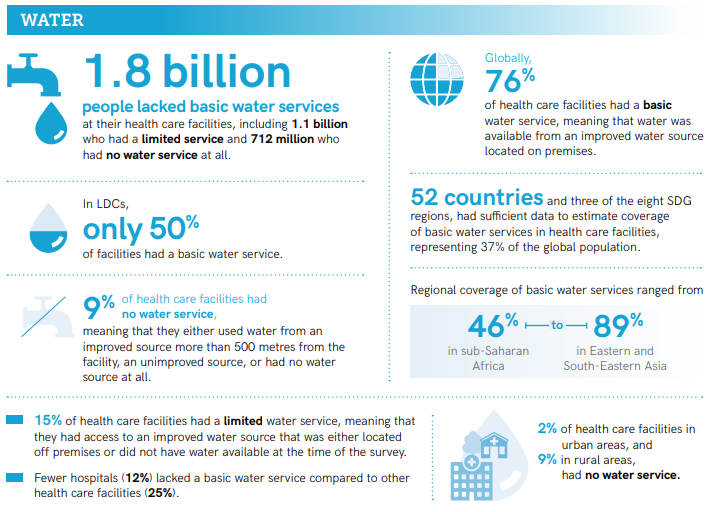 WATER
1.8 billion
people lacked basic water services
at their health care facilities, including 1.1 billion
who had a limited service and 712 million who
had no water service at all.
In LDCs,
only 50%
of facilities had a basic water service.
9% of health care facilities had
no water service,
meaning that they either used water from an
improved source more than 500 metres from the
facility, an unimproved source, or had no water
source at all.
Globally,
76%
of health care facilities had a basic
water service, meaning that water was
available from an improved water source
located on premises.
52 countries and three of the eight SDG
regions, had sufficient data to estimate coverage
of basic water services in health care facilities,
representing 37% of the global population.
Regional coverage of basic water services ranged from
46% to 89%
in sub-Saharan
Africa
in Eastern and
South-Eastern Asia
15% of health care facilities had a limited water service, meaning that
they had access to an improved water source that was either located
off premises or did not have water available at the time of the survey.
Fewer hospitals (12%) lacked a basic water service compared to other
health care facilities (25%).
2% of health care facilities in
urban areas, and
9% in rural areas,
had no water service.